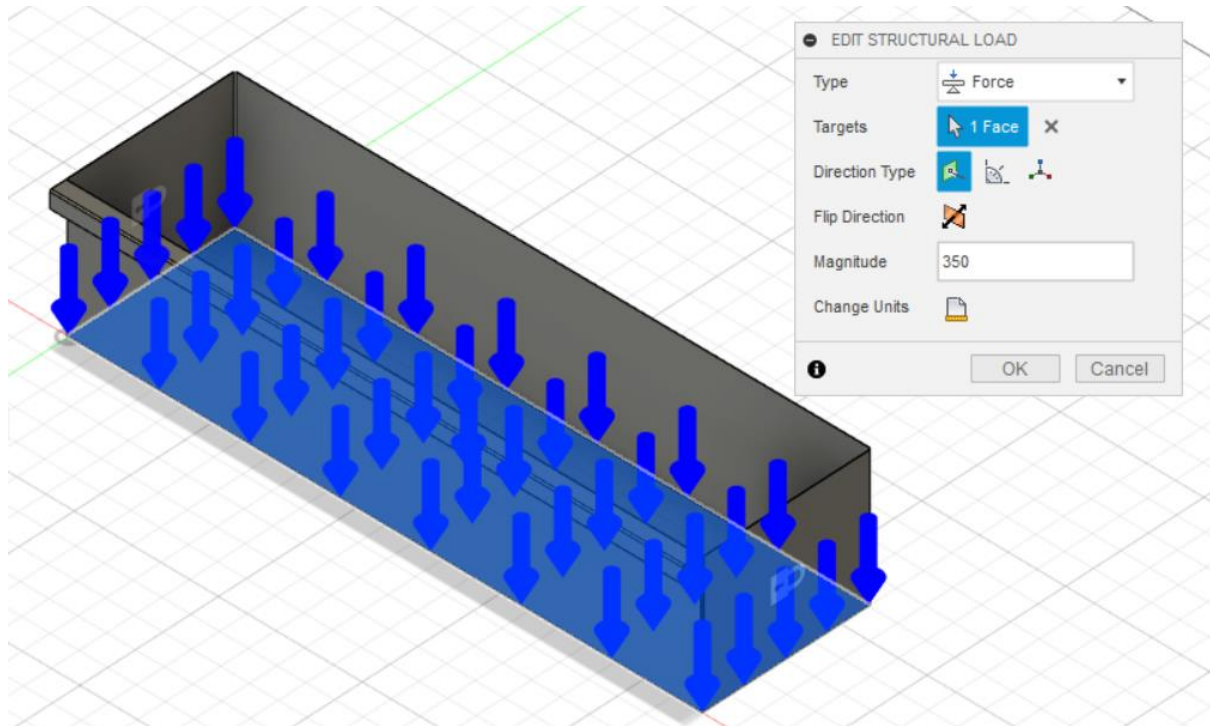 EDIT STRUCTURAL LOAD
Type Force
Targets 1 Face
Direction Type
Flip Direction
Magnitude 350
Change Units
OK Cancel